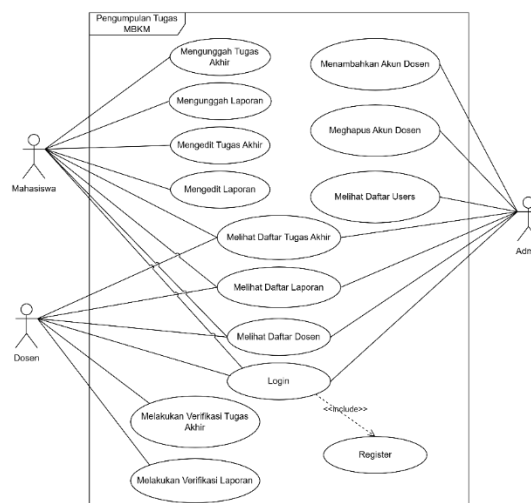 Pengumpulan Tugas
MBKM
Mengunggah Tugas
Akhir
Menambahkan Akun Dosen
Mengunggah Laporan
Meghapus Akun Dosen
Mengedit Tugas Akhir
Mahasiswa
Mengedit Laporan
Melihat Daftar Users
Melihat Daftar Tugas Akhir
Adm
Melihat Daftar Laporan
Melihat Daftar Dosen
Dosen
Login
<<Include>>
Melakukan Verifikasi Tugas
Akhir
Register
Melakukan Verifikasi Laporan